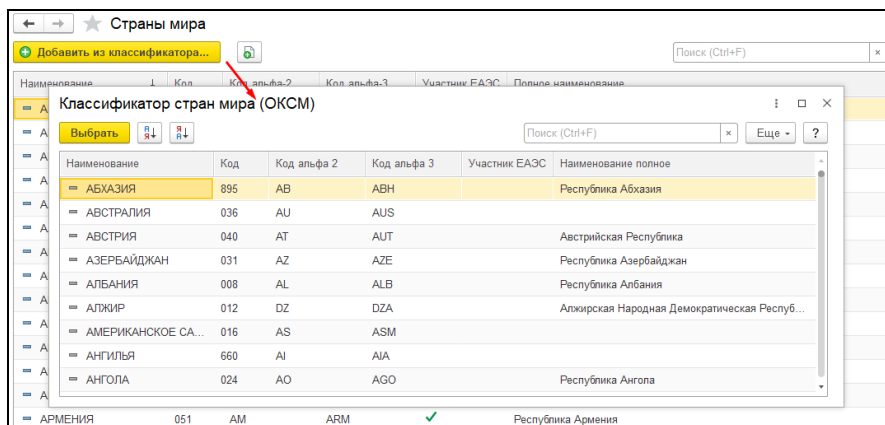 Страны мира
Добавить из классификатора...
Поиск (Ctrl+F) ×
Наименование Код Код альфа-2 Код альфа-3 Участник ЕАЭС Полное наименование
Классификатор стран мира (ОКСМ)
Выбрать Поиск (Ctrl+F) × Еще ?
Наименование Код Код альфа 2 Код альфа 3 Участник ЕАЭС Наименование полное
АБХАЗИЯ 895 AB ABH Республика Абхазия
АВСТРАЛИЯ 036 AU AUS
АВСТРИЯ 040 AT AUT Австрийская Республика
АЗЕРБАЙДЖАН 031 AZ AZE Республика Азербайджан
АЛБАНИЯ 008 AL ALB Республика Албания
АЛЖИР 012 DZ DZA Алжирская Народная Демократическая Респуб...
АМЕРИКАНСКОЕ СА... 016 AS ASM
АНГИЛЬЯ 660 AI AIA
АНГОЛА 024 AO AGO Республика Ангола
АРМЕНИЯ 051 AM ARM Республика Армения